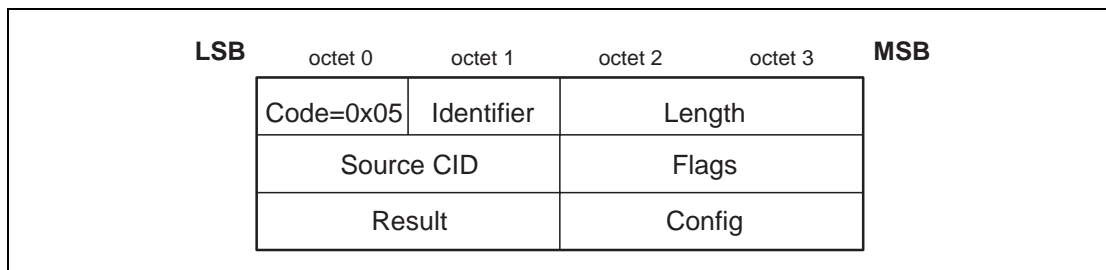 LSB octet 0 octet 1 octet 2 octet 3 MSB
Code=0x05 Identifier Length
Source CID Flags
Result Config